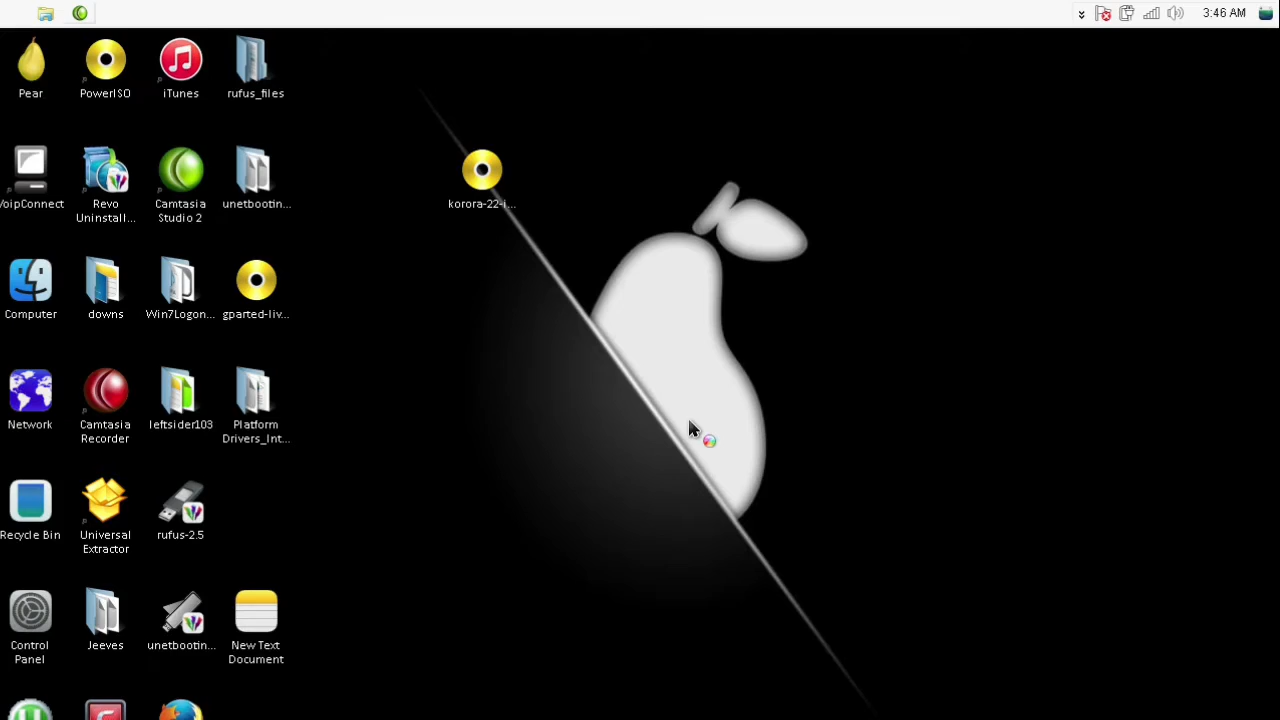 3:46 AM
Pear
PowerISO
iTunes
rufus_files
VoipConnect
Revo
Uninstall...
Camtasia
Studio 2
unetbootin...
korora-22-i...
Computer
downs
Win7Logon...
gparted-liv...
Network
Camtasia
Recorder
leftsider103
Platform
Drivers_Int...
Recycle Bin
Universal
Extractor
rufus-2.5
Control
Panel
Jeeves
unetbootin...
New Text
Document